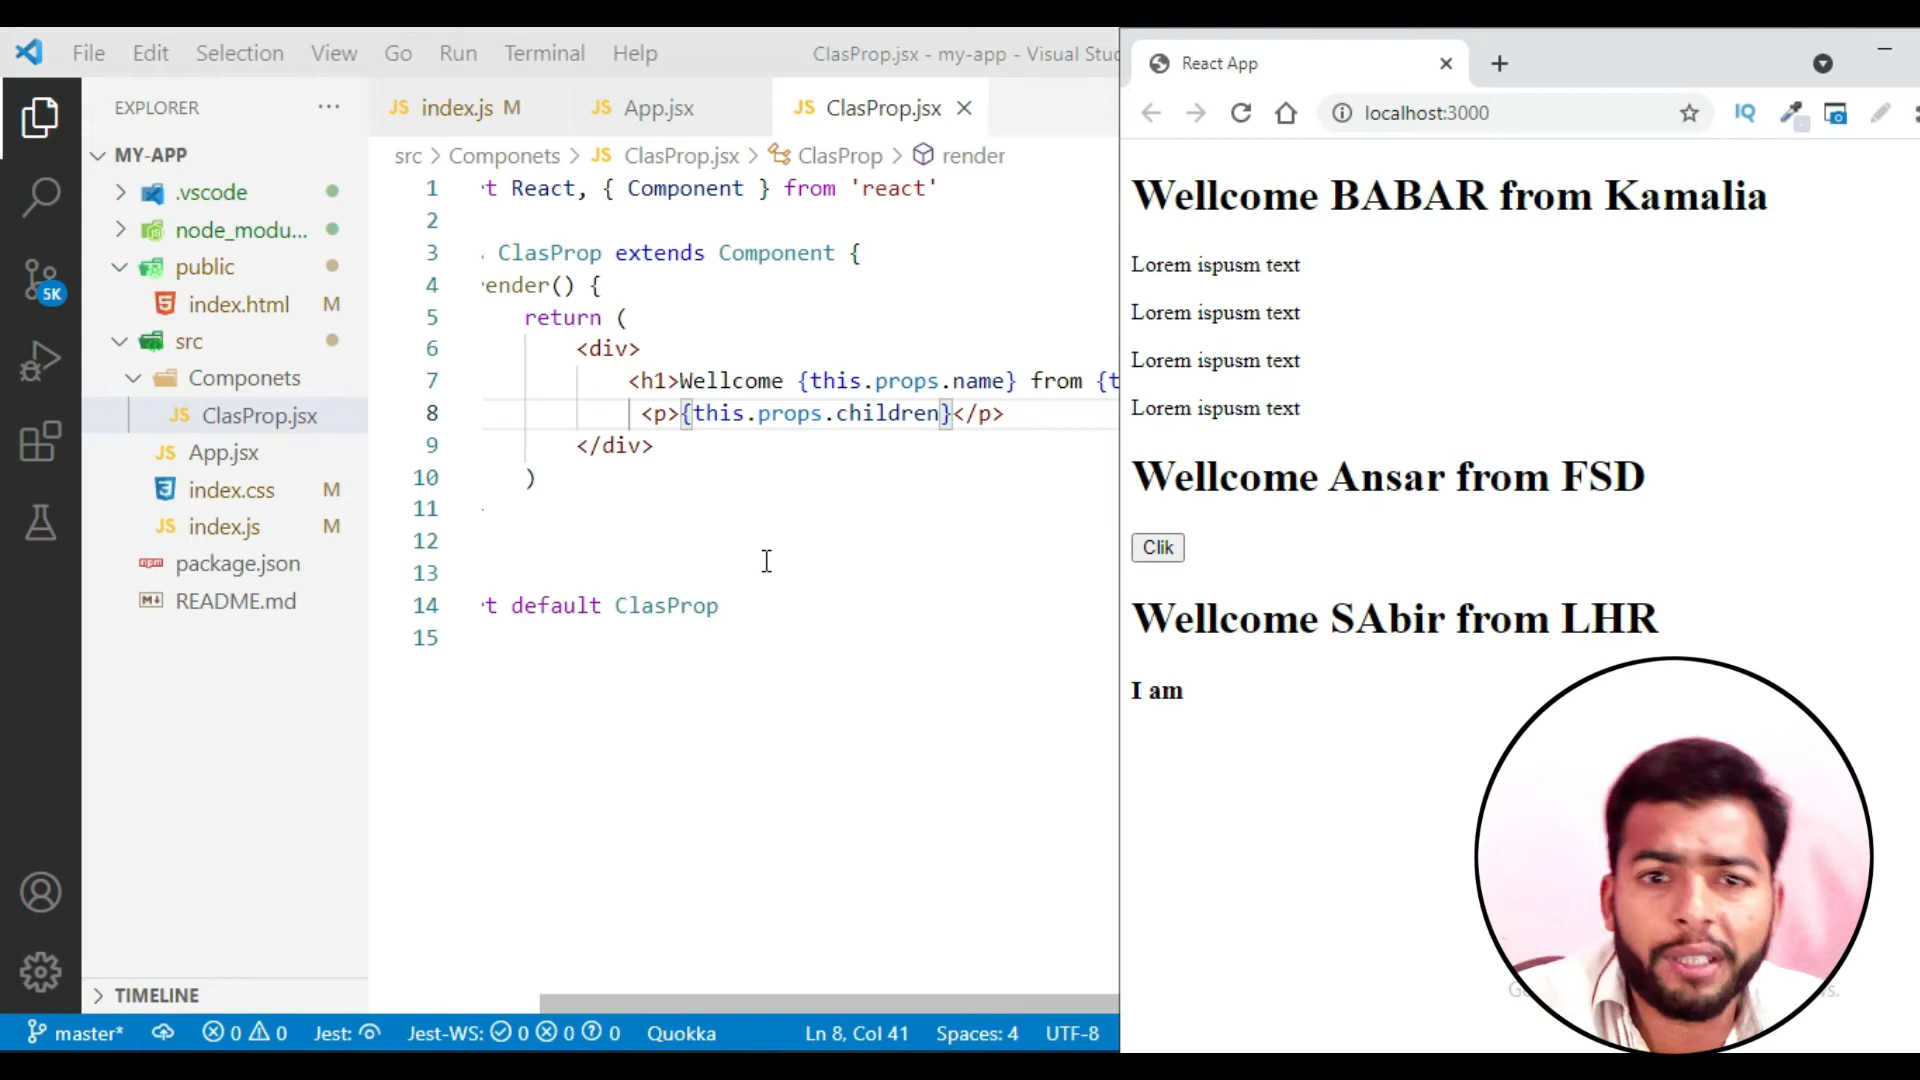 File Edit Selection View Go Run Terminal Help
ClasProp.jsx - my-app - Visual Stuc
EXPLORER
MY-APP
.vscode
node_modu...
public
index.html M
src
Componets
ClasProp.jsx
App.jsx
index.css M
index.js M
package.json
README.md
TIMELINE
5K
JS index.js M
JS App.jsx
JS ClasProp.jsx
src > Componets > JS ClasProp.jsx > ClasProp > render
1 t React, { Component } from 'react'
2
3 ClasProp extends Component {
4 ender() {
5 return (
6 <div>
7 <h1>Wellcome {this.props.name} from {t
8 <p>{this.props.children}</p>
9 </div>
10 )
11
12
13
14 t default ClasProp
15
master* 0 0 Jest: Jest-WS: 0 0 0 Quokka Ln 8, Col 41 Spaces: 4 UTF-8
React App
localhost:3000
IQ
Wellcome BABAR from Kamalia
Lorem ispusm text
Lorem ispusm text
Lorem ispusm text
Lorem ispusm text
Wellcome Ansar from FSD
Clik
Wellcome SAbir from LHR
I am